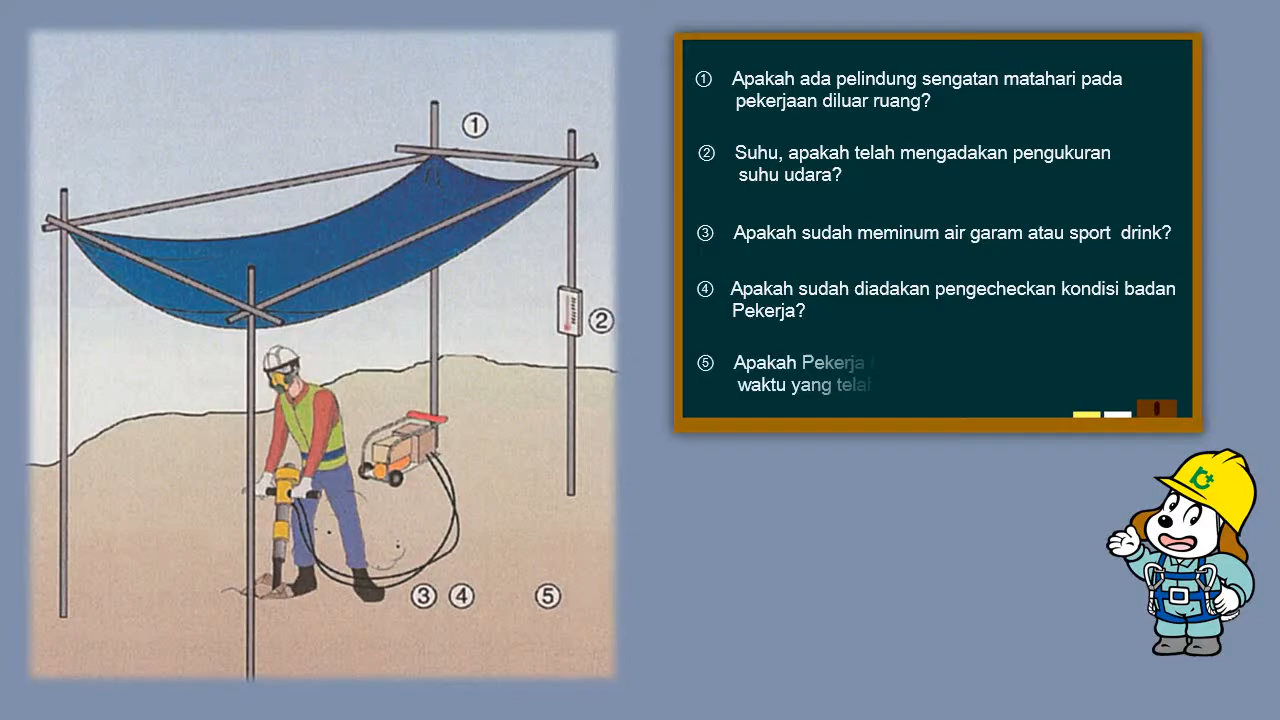 ① Apakah ada pelindung sengatan matahari pada
pekerjaan diluar ruang?
② Suhu, apakah telah mengadakan pengukuran
suhu udara?
③ Apakah sudah meminum air garam atau sport drink?
④ Apakah sudah diadakan pengecheckan kondisi badan
Pekerja?
⑤ Apakah Pekerja
waktu yang telah
①
②
③ ④ ⑤